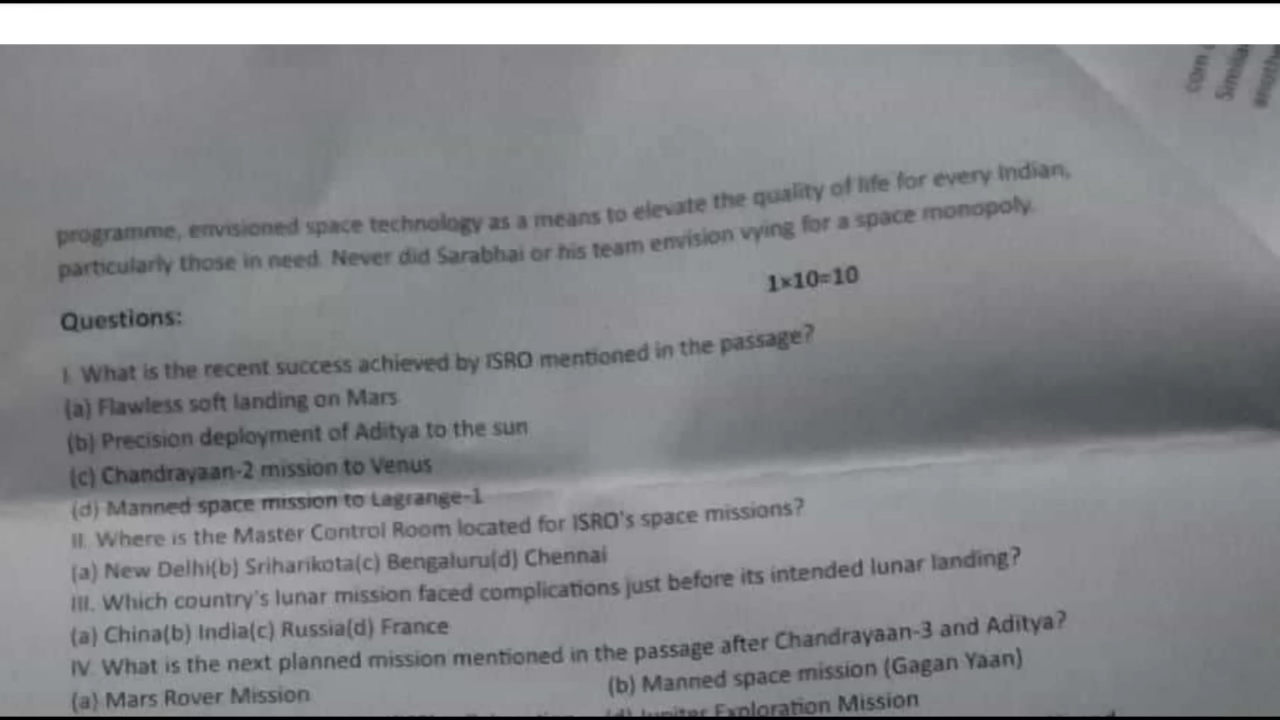 com
Simila
programme, envisioned space technology as a means to elevate the quality of life for every Indian,
particularly those in need. Never did Sarabhai or his team envision vying for a space monopoly.
1×10=10
Questions:
I. What is the recent success achieved by ISRO mentioned in the passage?
(a) Flawless soft landing on Mars
(b) Precision deployment of Aditya to the sun
(c) Chandrayaan-2 mission to Venus
(d) Manned space mission to Lagrange-1
II. Where is the Master Control Room located for ISRO's space missions?
(a) New Delhi(b) Sriharikota(c) Bengaluru(d) Chennai
III. Which country's lunar mission faced complications just before its intended lunar landing?
(a) China(b) India(c) Russia(d) France
IV. What is the next planned mission mentioned in the passage after Chandrayaan-3 and Aditya?
(a) Mars Rover Mission (b) Manned space mission (Gagan Yaan)
(d) Jupiter Exploration Mission